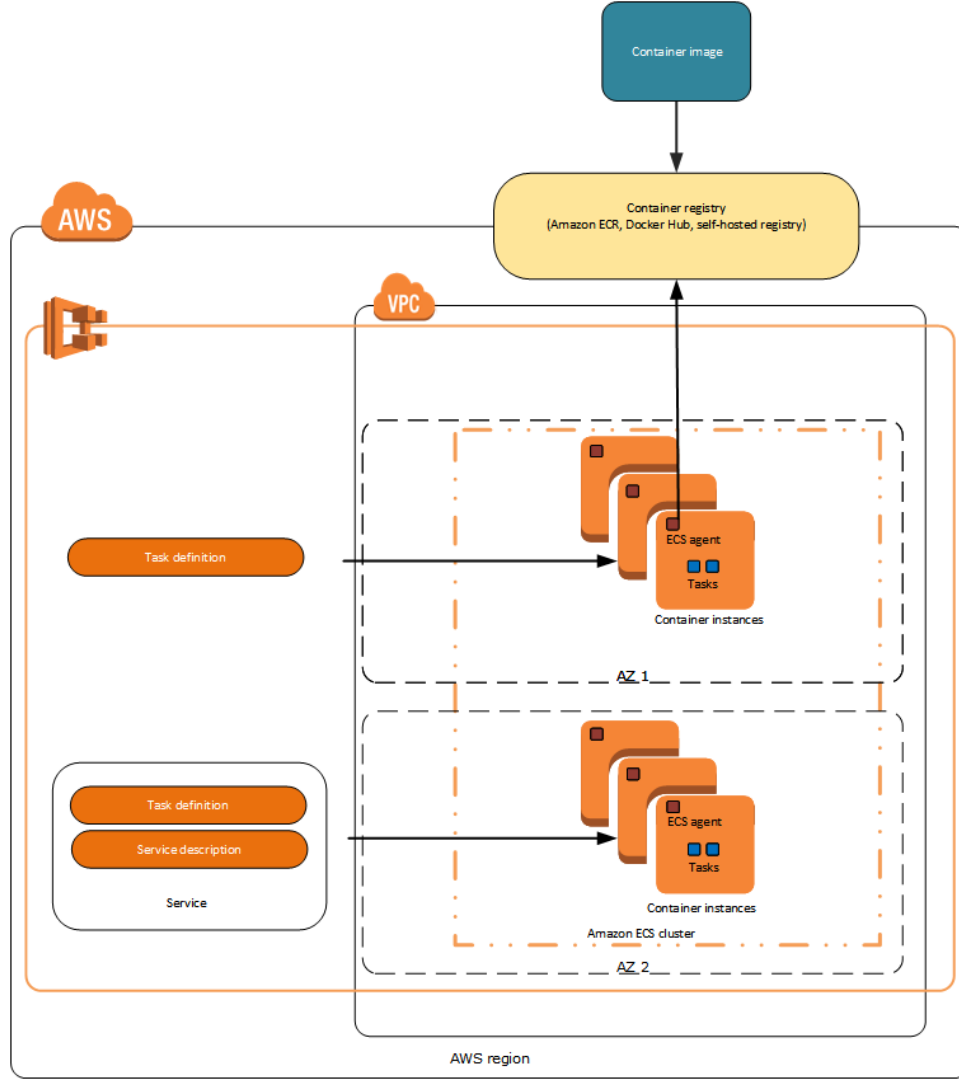 Container image
Container registry
(Amazon ECR, Docker Hub, self-hosted registry)
AWS
VPC
ECS agent
Tasks
Container instances
Task definition
AZ 1
Task definition
Service description
Service
ECS agent
Tasks
Container instances
Amazon ECS cluster
AZ 2
AWS region